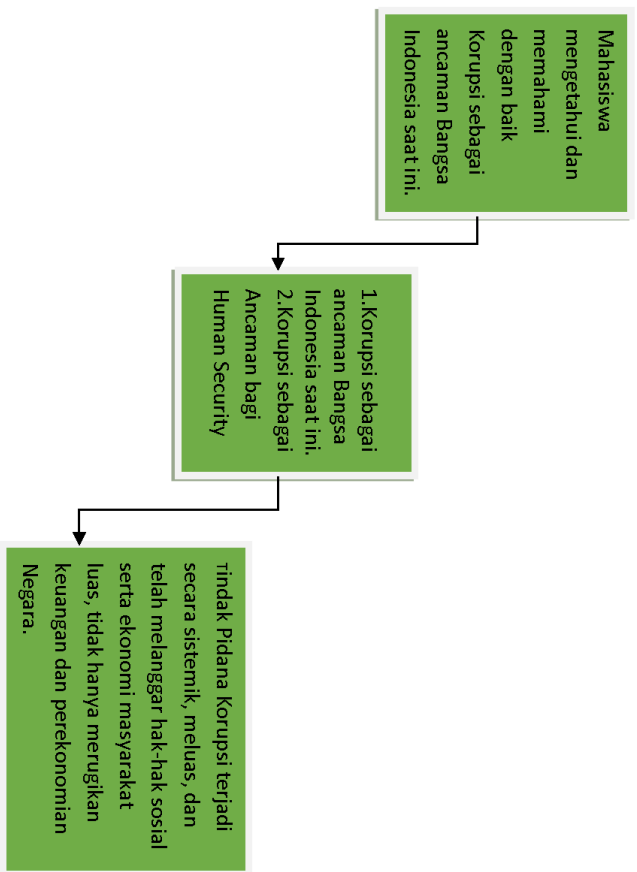 Mahasiswa
mengetahui dan
memahami
dengan baik
Korupsi sebagai
ancaman Bangsa
Indonesia saat ini.
1.Korupsi sebagai
ancaman Bangsa
Indonesia saat ini.
2.Korupsi sebagai
Ancaman bagi
Human Security
Tindak Pidana Korupsi terjadi
secara sistemik, meluas, dan
telah melanggar hak-hak sosial
serta ekonomi masyarakat
luas, tidak hanya merugikan
keuangan dan perekonomian
Negara.